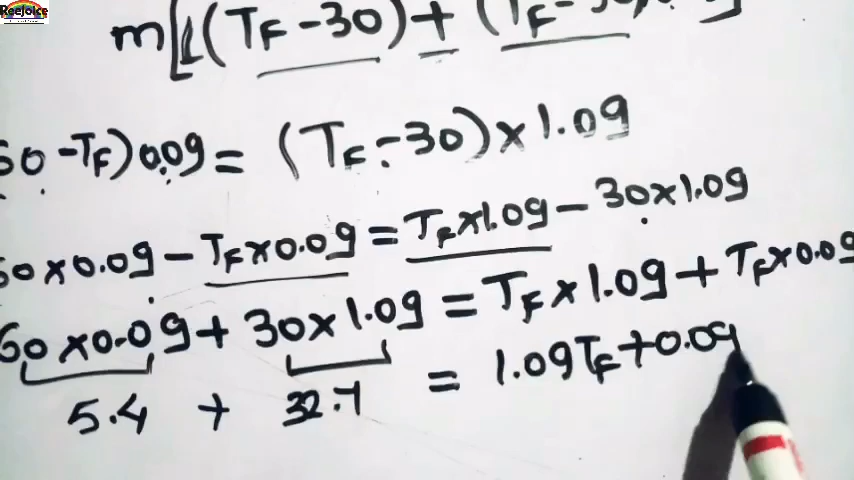 Reejoice
m[1(TF-30)+(TF-30)
60-TF)0.09=(TF-30)×1.09
60×0.09-TF×0.09=TF×1.09-30×1.09
60×0.09+30×1.09=TF×1.09+TF×0.09
5.4 + 32.7 = 1.09TF+0.09